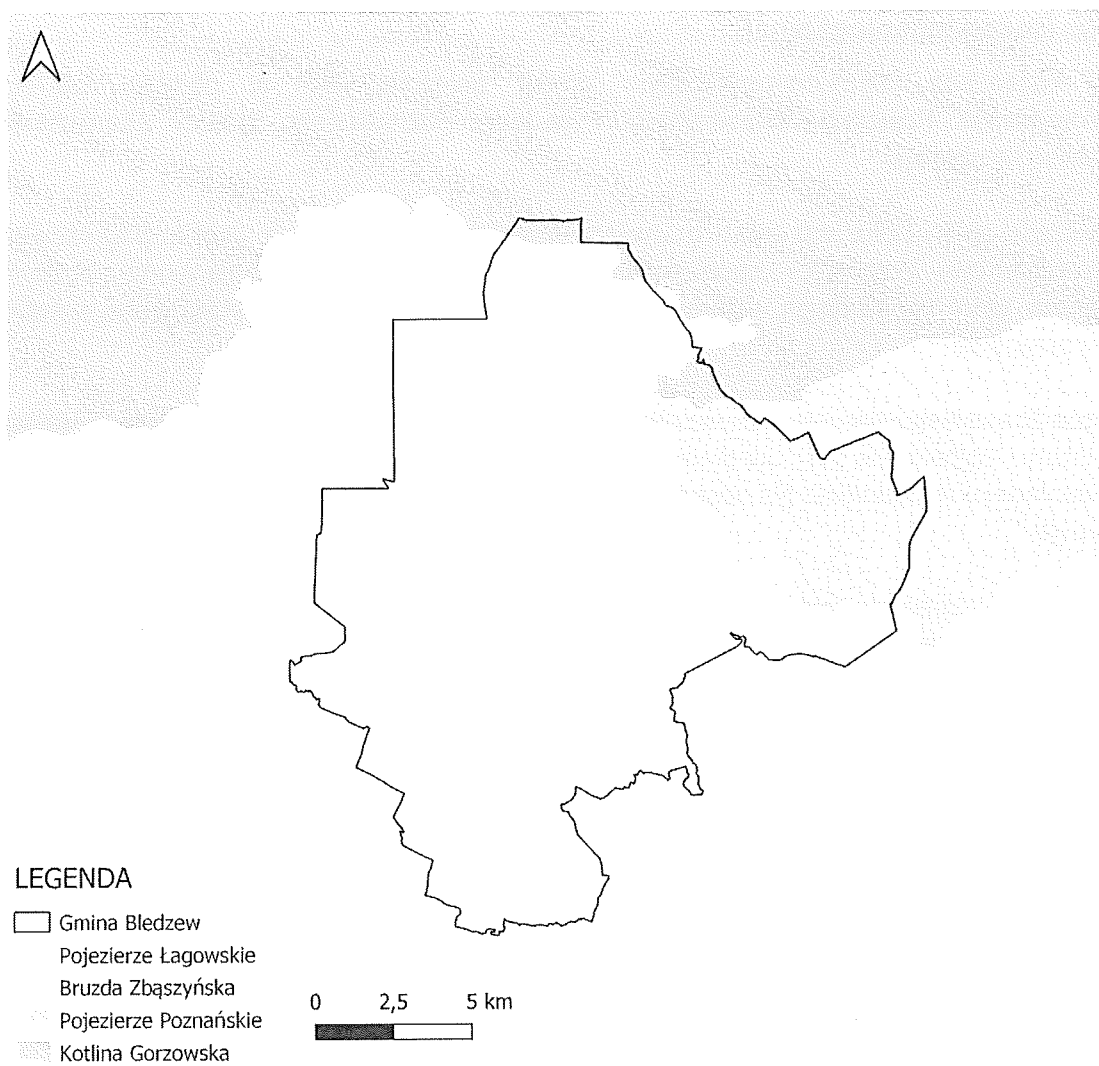 LEGENDA
Gmina Bledzew
Pojezierze Łagowskie
Bruzda Zbąszyńska
Pojezierze Poznańskie
Kotlina Gorzowska
0 2,5 5 km